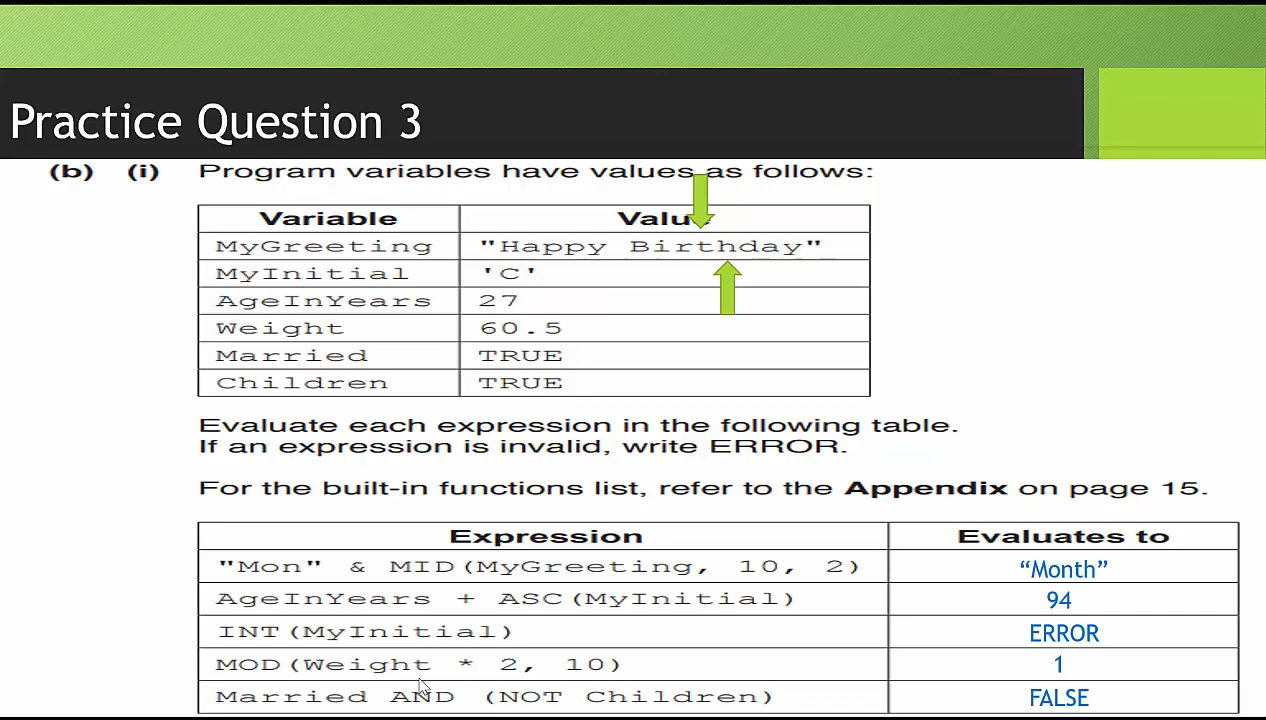 Practice Question 3
(b) (i) Program variables have values as follows:
Variable Value
MyGreeting "Happy Birthday"
MyInitial 'C'
AgeInYears 27
Weight 60.5
Married TRUE
Children TRUE
Evaluate each expression in the following table.
If an expression is invalid, write ERROR.
For the built-in functions list, refer to the Appendix on page 15.
Expression Evaluates to
"Mon" & MID(MyGreeting, 10, 2) “Month”
AgeInYears + ASC(MyInitial) 94
INT(MyInitial) ERROR
MOD(Weight * 2, 10) 1
Married AND (NOT Children) FALSE